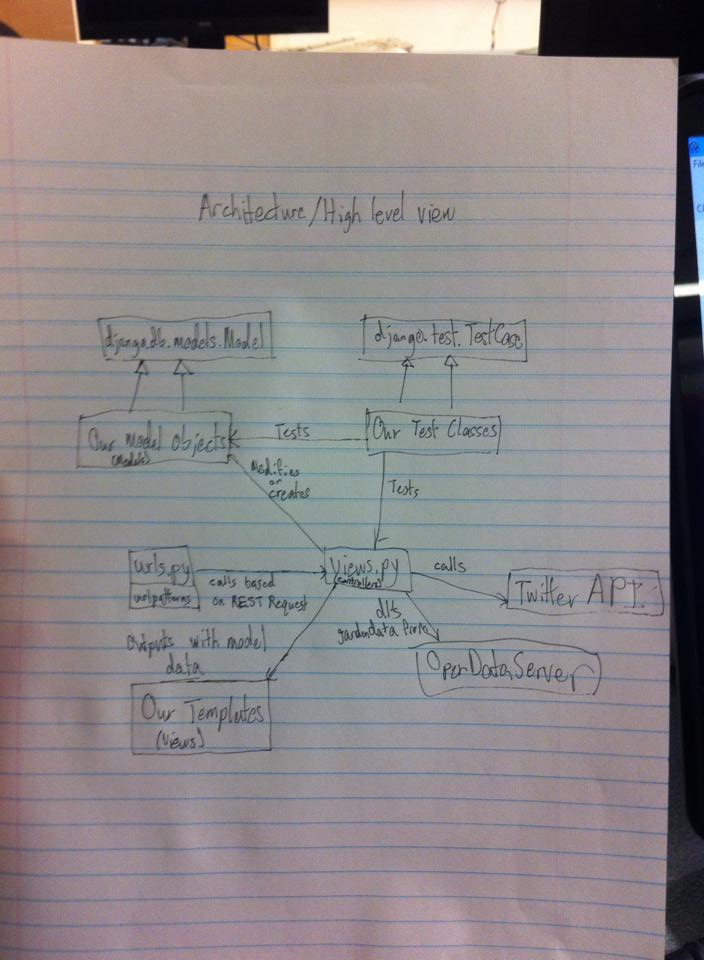 Architecture/High level view
django.db.models.Model
django.test.TestCase
Our model objects
(models)
Tests
Our Test Classes
Modifies
or
creates
Tests
urls.py
urlpatterns
calls based
on REST Request
views.py
(controllers)
calls
Twitter API
dls
gardendata from
OpenDataServer
Outputs with model
data
Our Templates
(views)